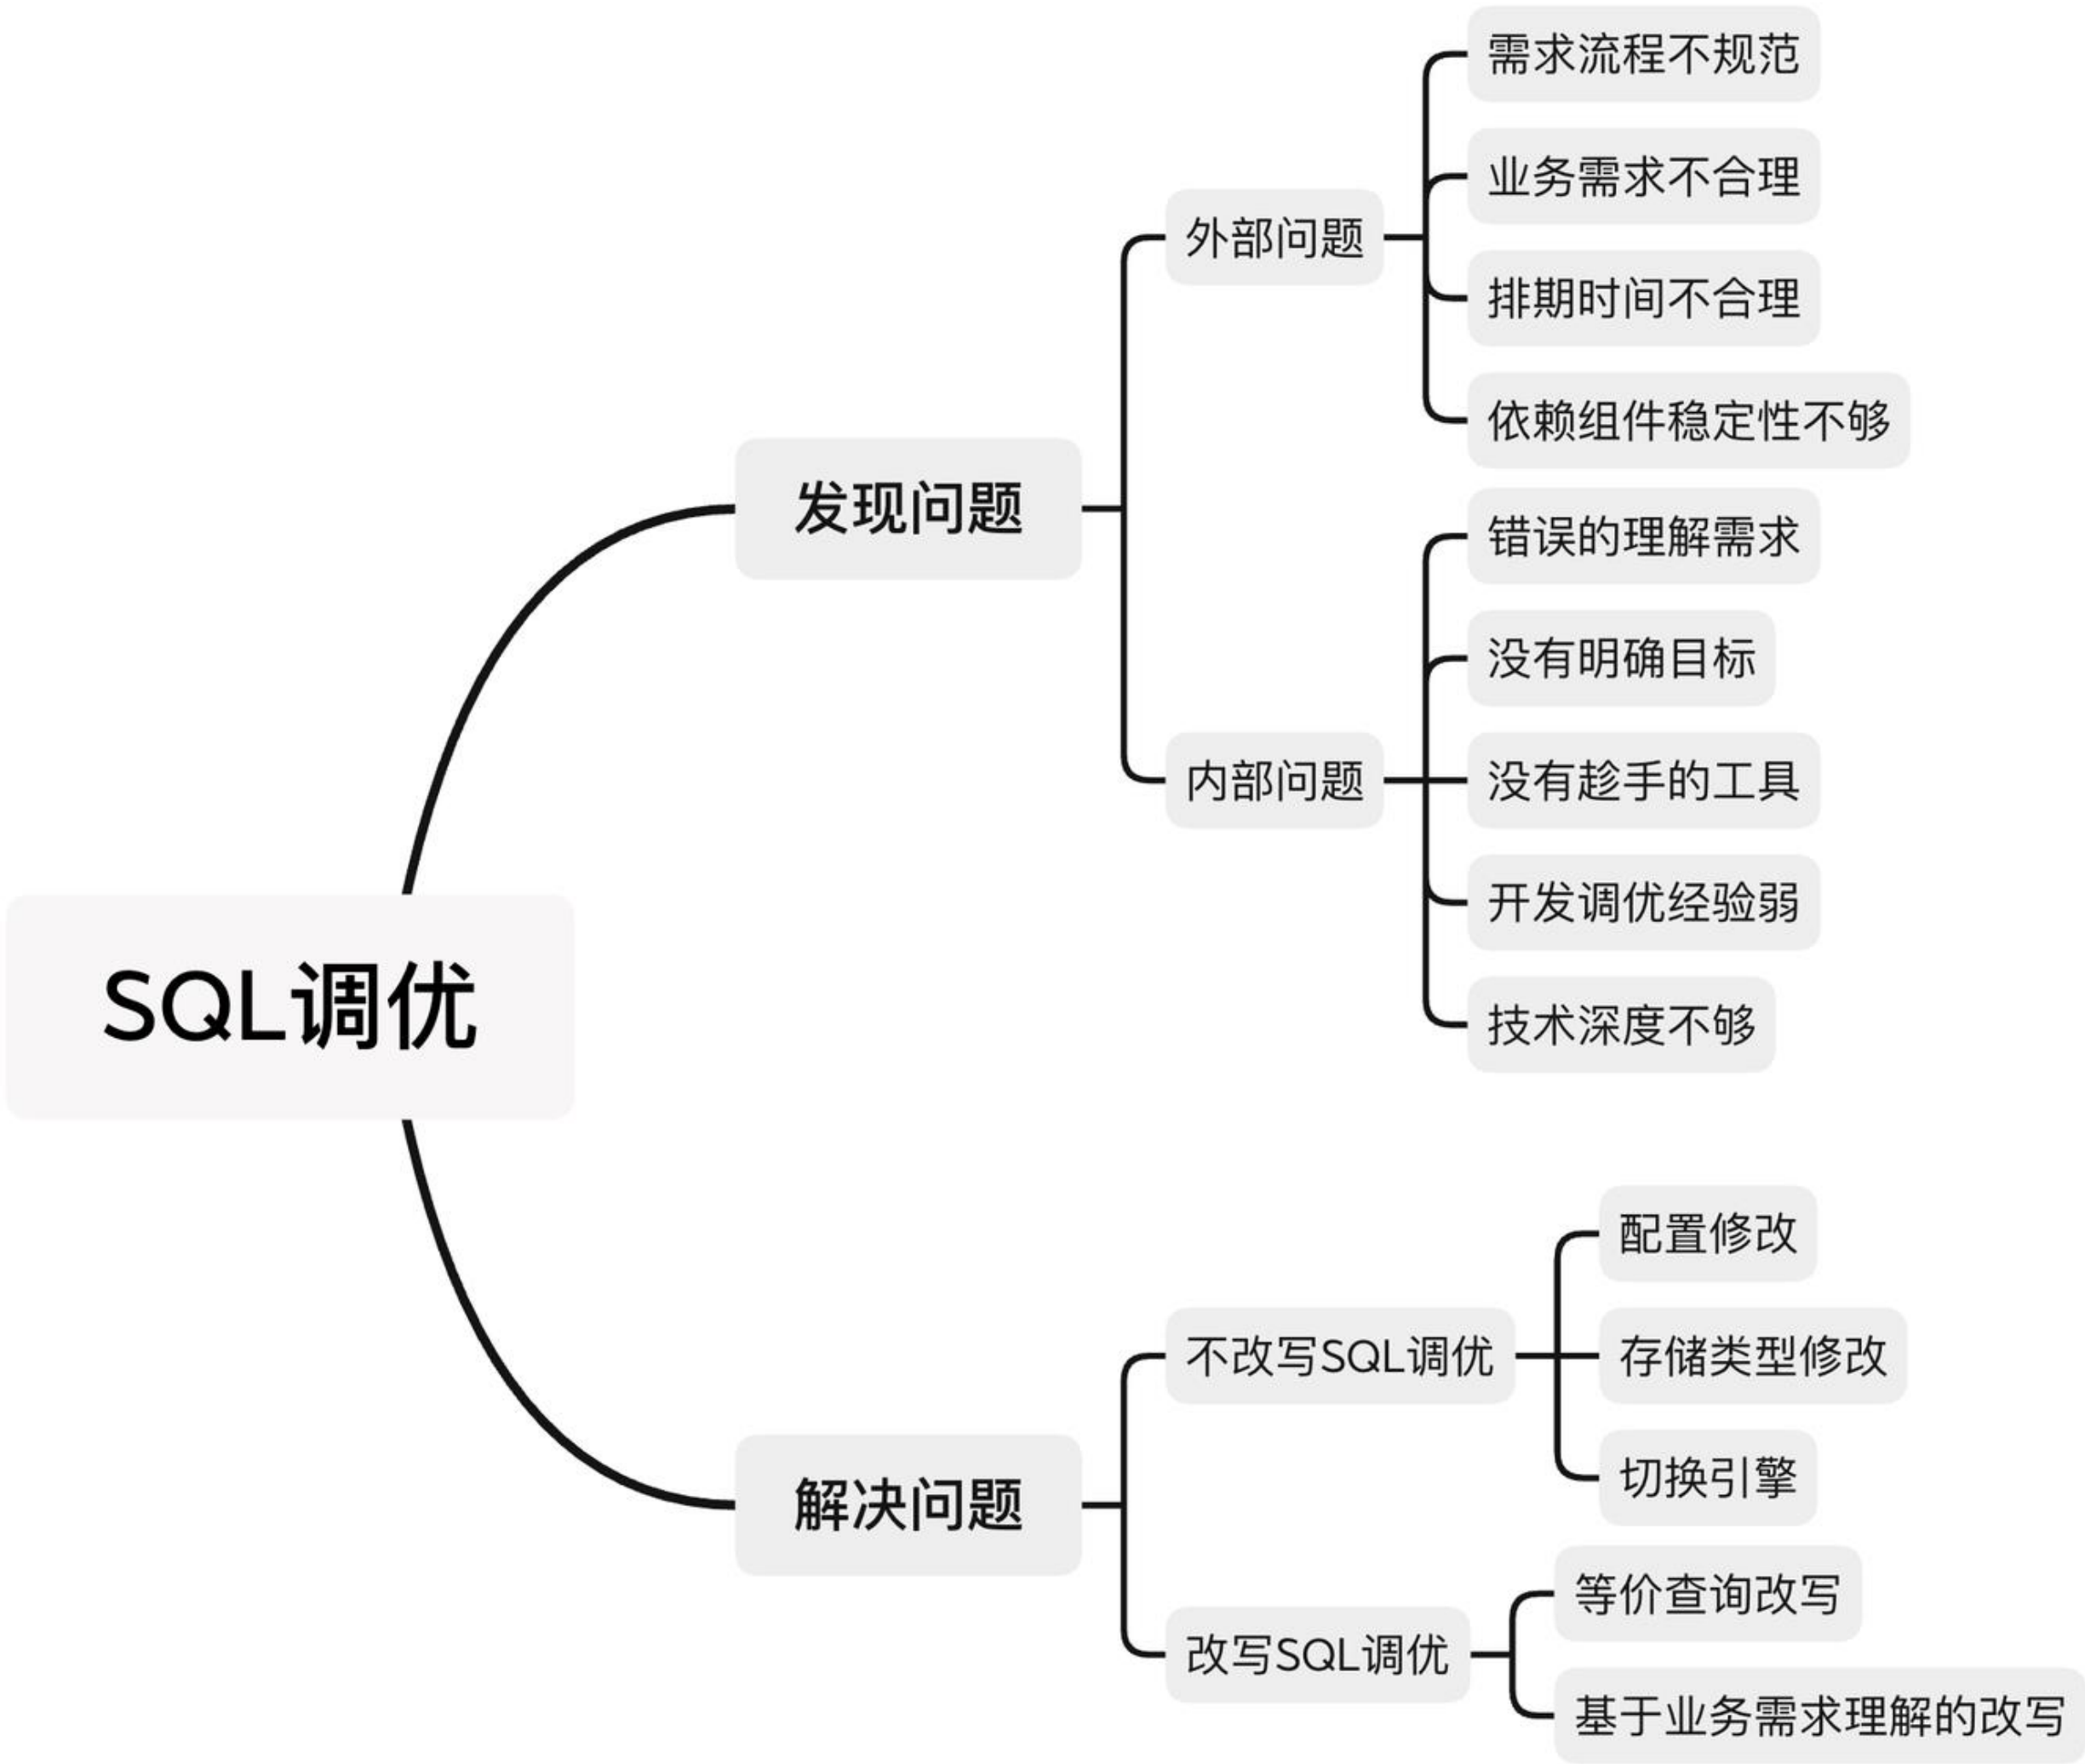 SQL调优
发现问题
外部问题
需求流程不规范
业务需求不合理
排期时间不合理
依赖组件稳定性不够
内部问题
错误的理解需求
没有明确目标
没有趁手的工具
开发调优经验弱
技术深度不够
解决问题
不改写SQL调优
配置修改
存储类型修改
切换引擎
改写SQL调优
等价查询改写
基于业务需求理解的改写